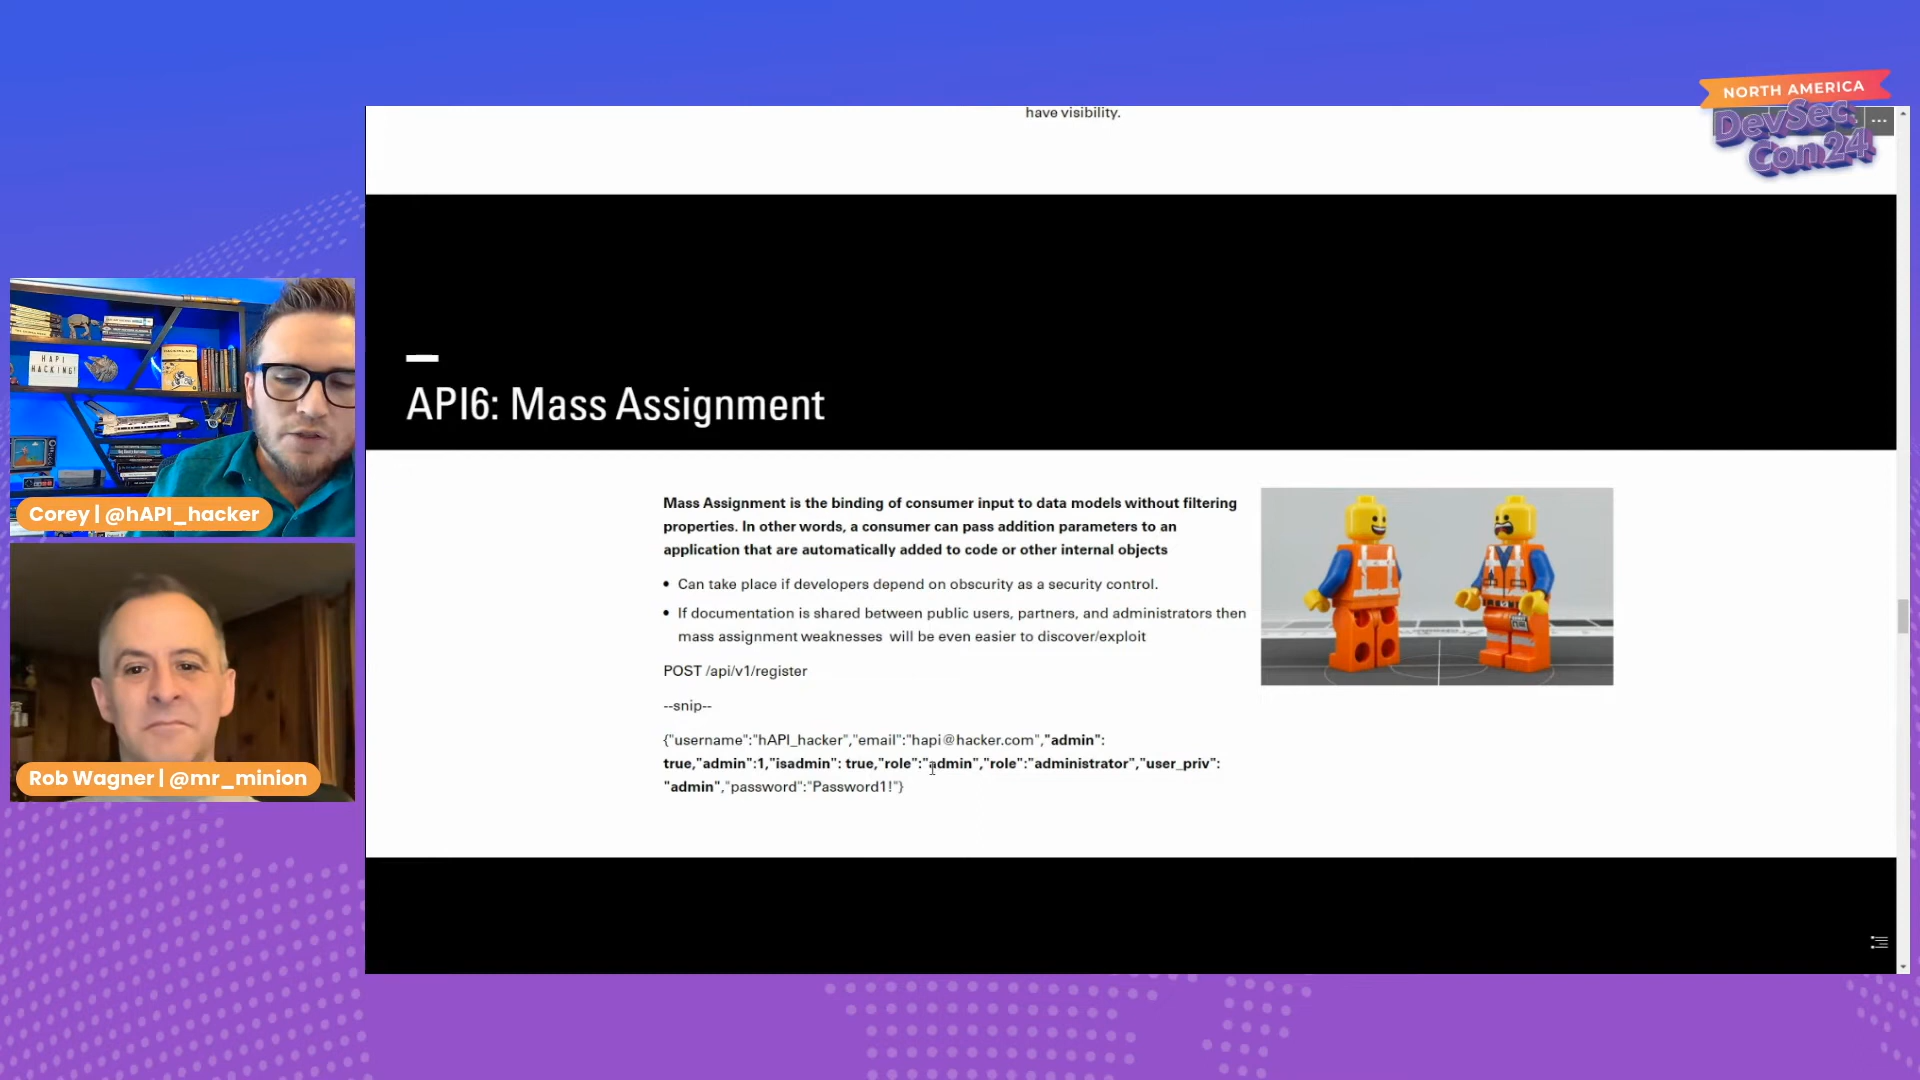 NORTH AMERICA
DevSec
Con24
have visibility.
HAPI
HACKING!
Corey | @hAPI_hacker
Rob Wagner | @mr_minion
API6: Mass Assignment
Mass Assignment is the binding of consumer input to data models without filtering
properties. In other words, a consumer can pass addition parameters to an
application that are automatically added to code or other internal objects
• Can take place if developers depend on obscurity as a security control.
• If documentation is shared between public users, partners, and administrators then
mass assignment weaknesses will be even easier to discover/exploit
POST /api/v1/register
--snip--
{"username":"hAPI_hacker","email":"hapi@hacker.com","admin":
true,"admin":1,"isadmin": true,"role":"admin","role":"administrator","user_priv":
"admin","password":"Password1!"}